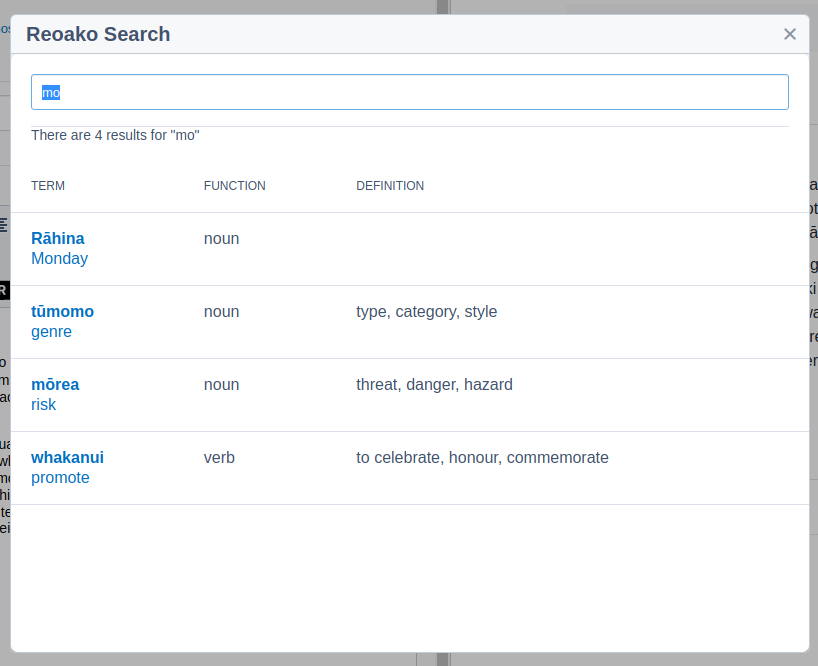 Reoako Search
mo
There are 4 results for "mo"
TERM FUNCTION DEFINITION
Rāhina noun
Monday
tūmomo noun type, category, style
genre
mōrea noun threat, danger, hazard
risk
whakanui verb to celebrate, honour, commemorate
promote